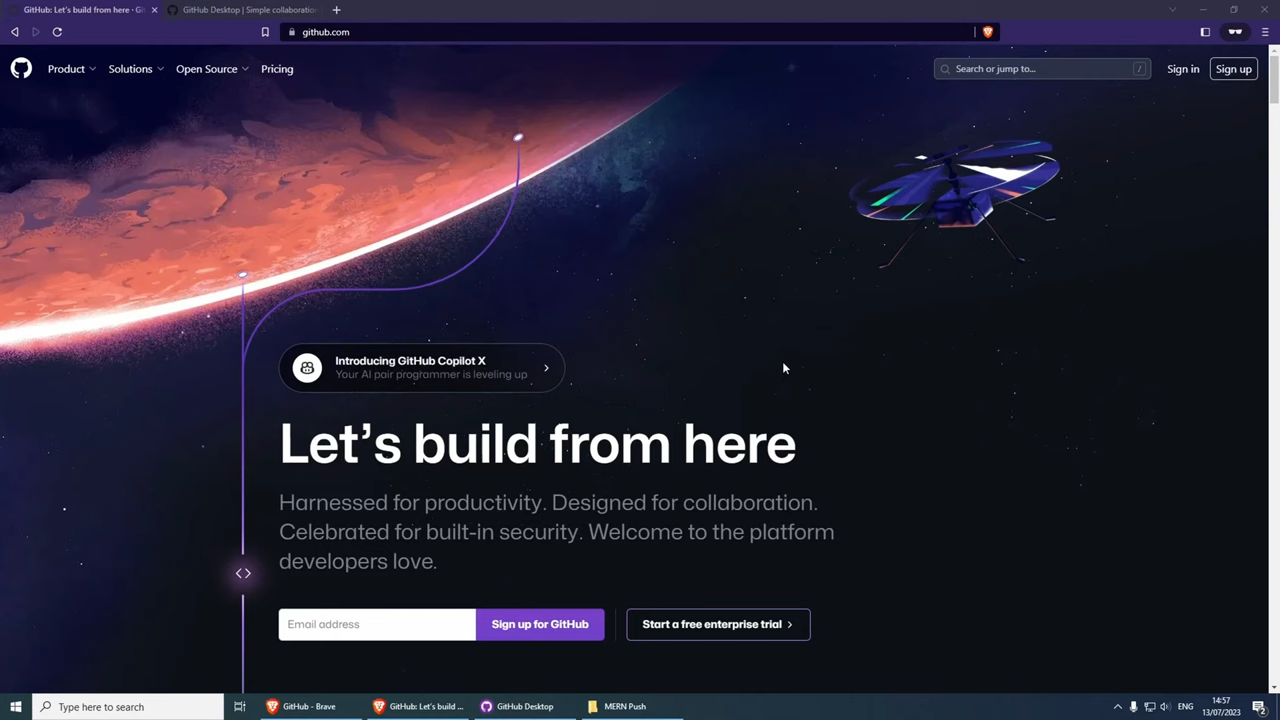 GitHub: Let's build from here · Git
GitHub Desktop | Simple collaboration
github.com
Product
Solutions
Open Source
Pricing
Search or jump to...
/
Sign in
Sign up
Introducing GitHub Copilot X
Your AI pair programmer is leveling up
Let's build from here
Harnessed for productivity. Designed for collaboration.
Celebrated for built-in security. Welcome to the platform
developers love.
Email address
Sign up for GitHub
Start a free enterprise trial
Type here to search
GitHub - Brave
GitHub: Let's build ...
GitHub Desktop
MERN Push
ENG
14:57
13/07/2023
2